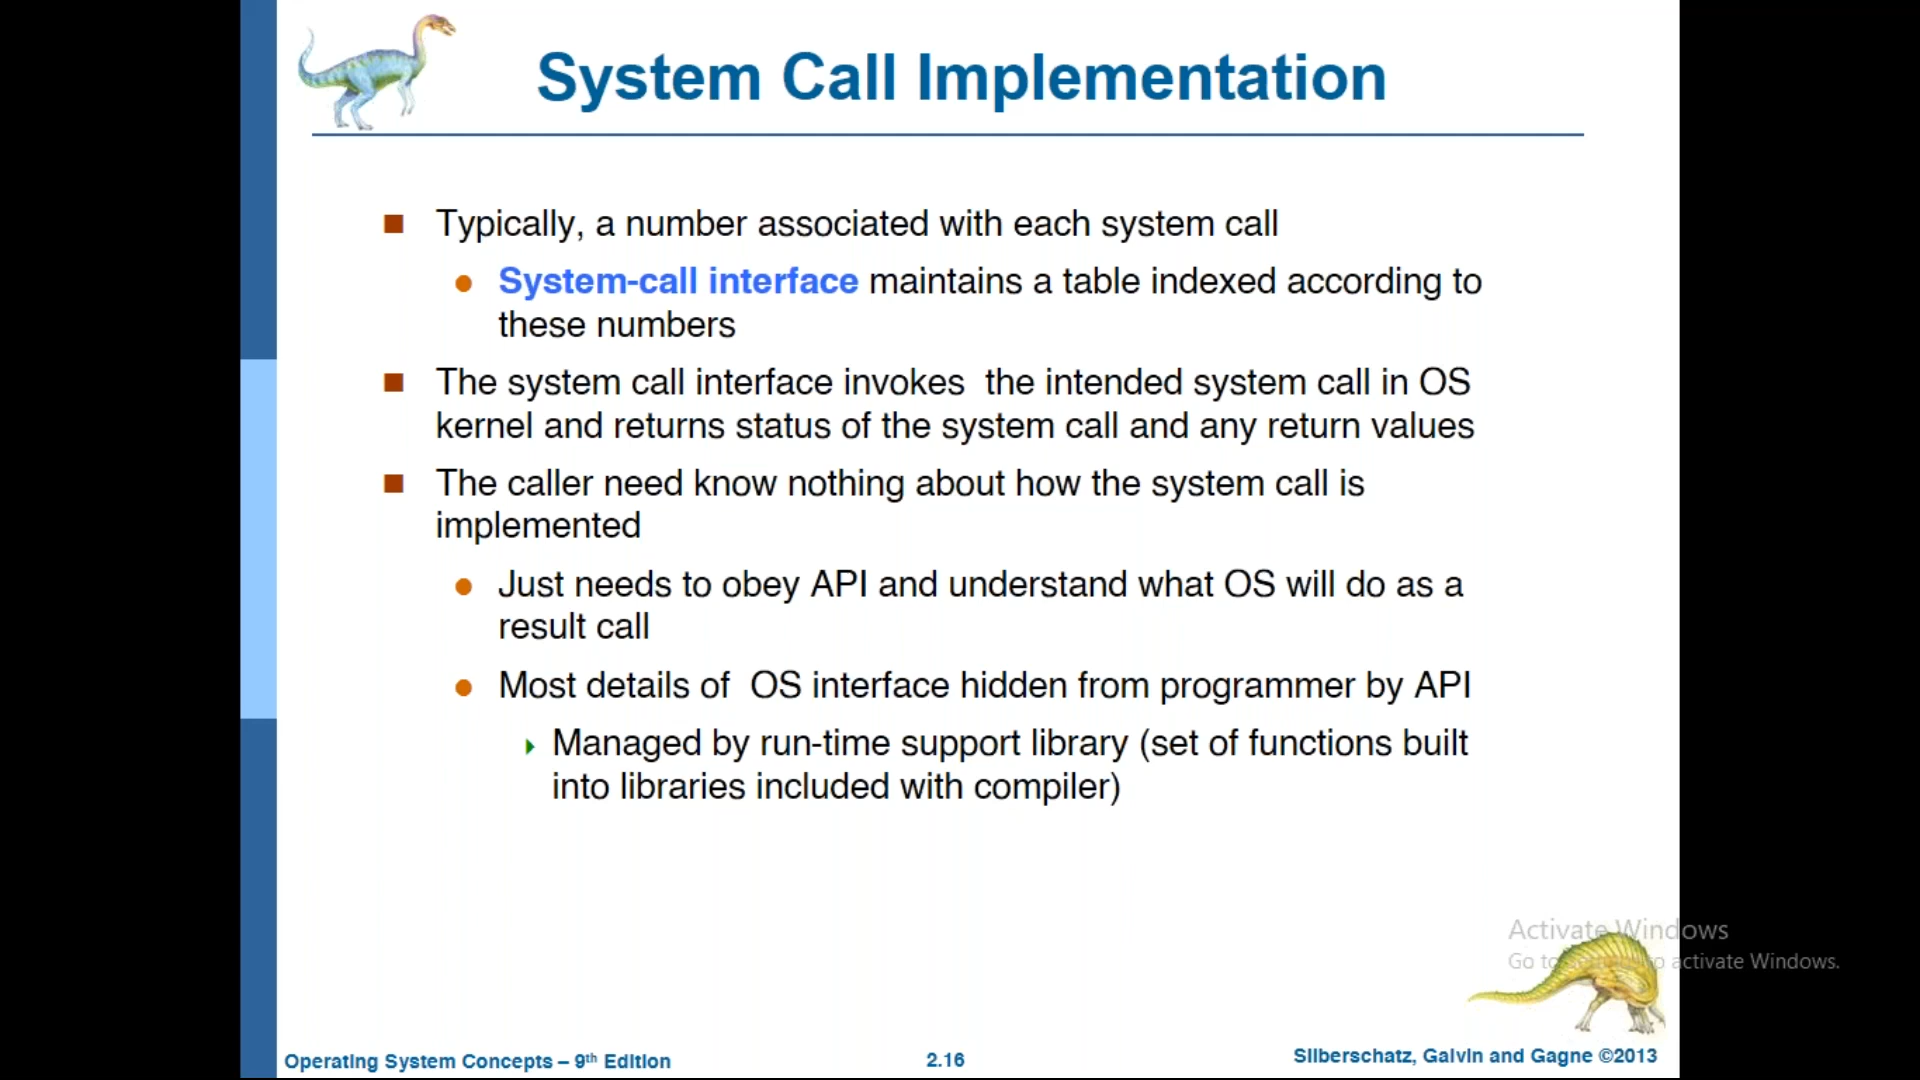 System Call Implementation
Typically, a number associated with each system call
System-call interface maintains a table indexed according to
these numbers
The system call interface invokes the intended system call in OS
kernel and returns status of the system call and any return values
The caller need know nothing about how the system call is
implemented
Just needs to obey API and understand what OS will do as a
result call
Most details of OS interface hidden from programmer by API
Managed by run-time support library (set of functions built
into libraries included with compiler)
Activate Windows
Go to to activate Windows.
Operating System Concepts – 9th Edition
2.16
Silberschatz, Galvin and Gagne ©2013